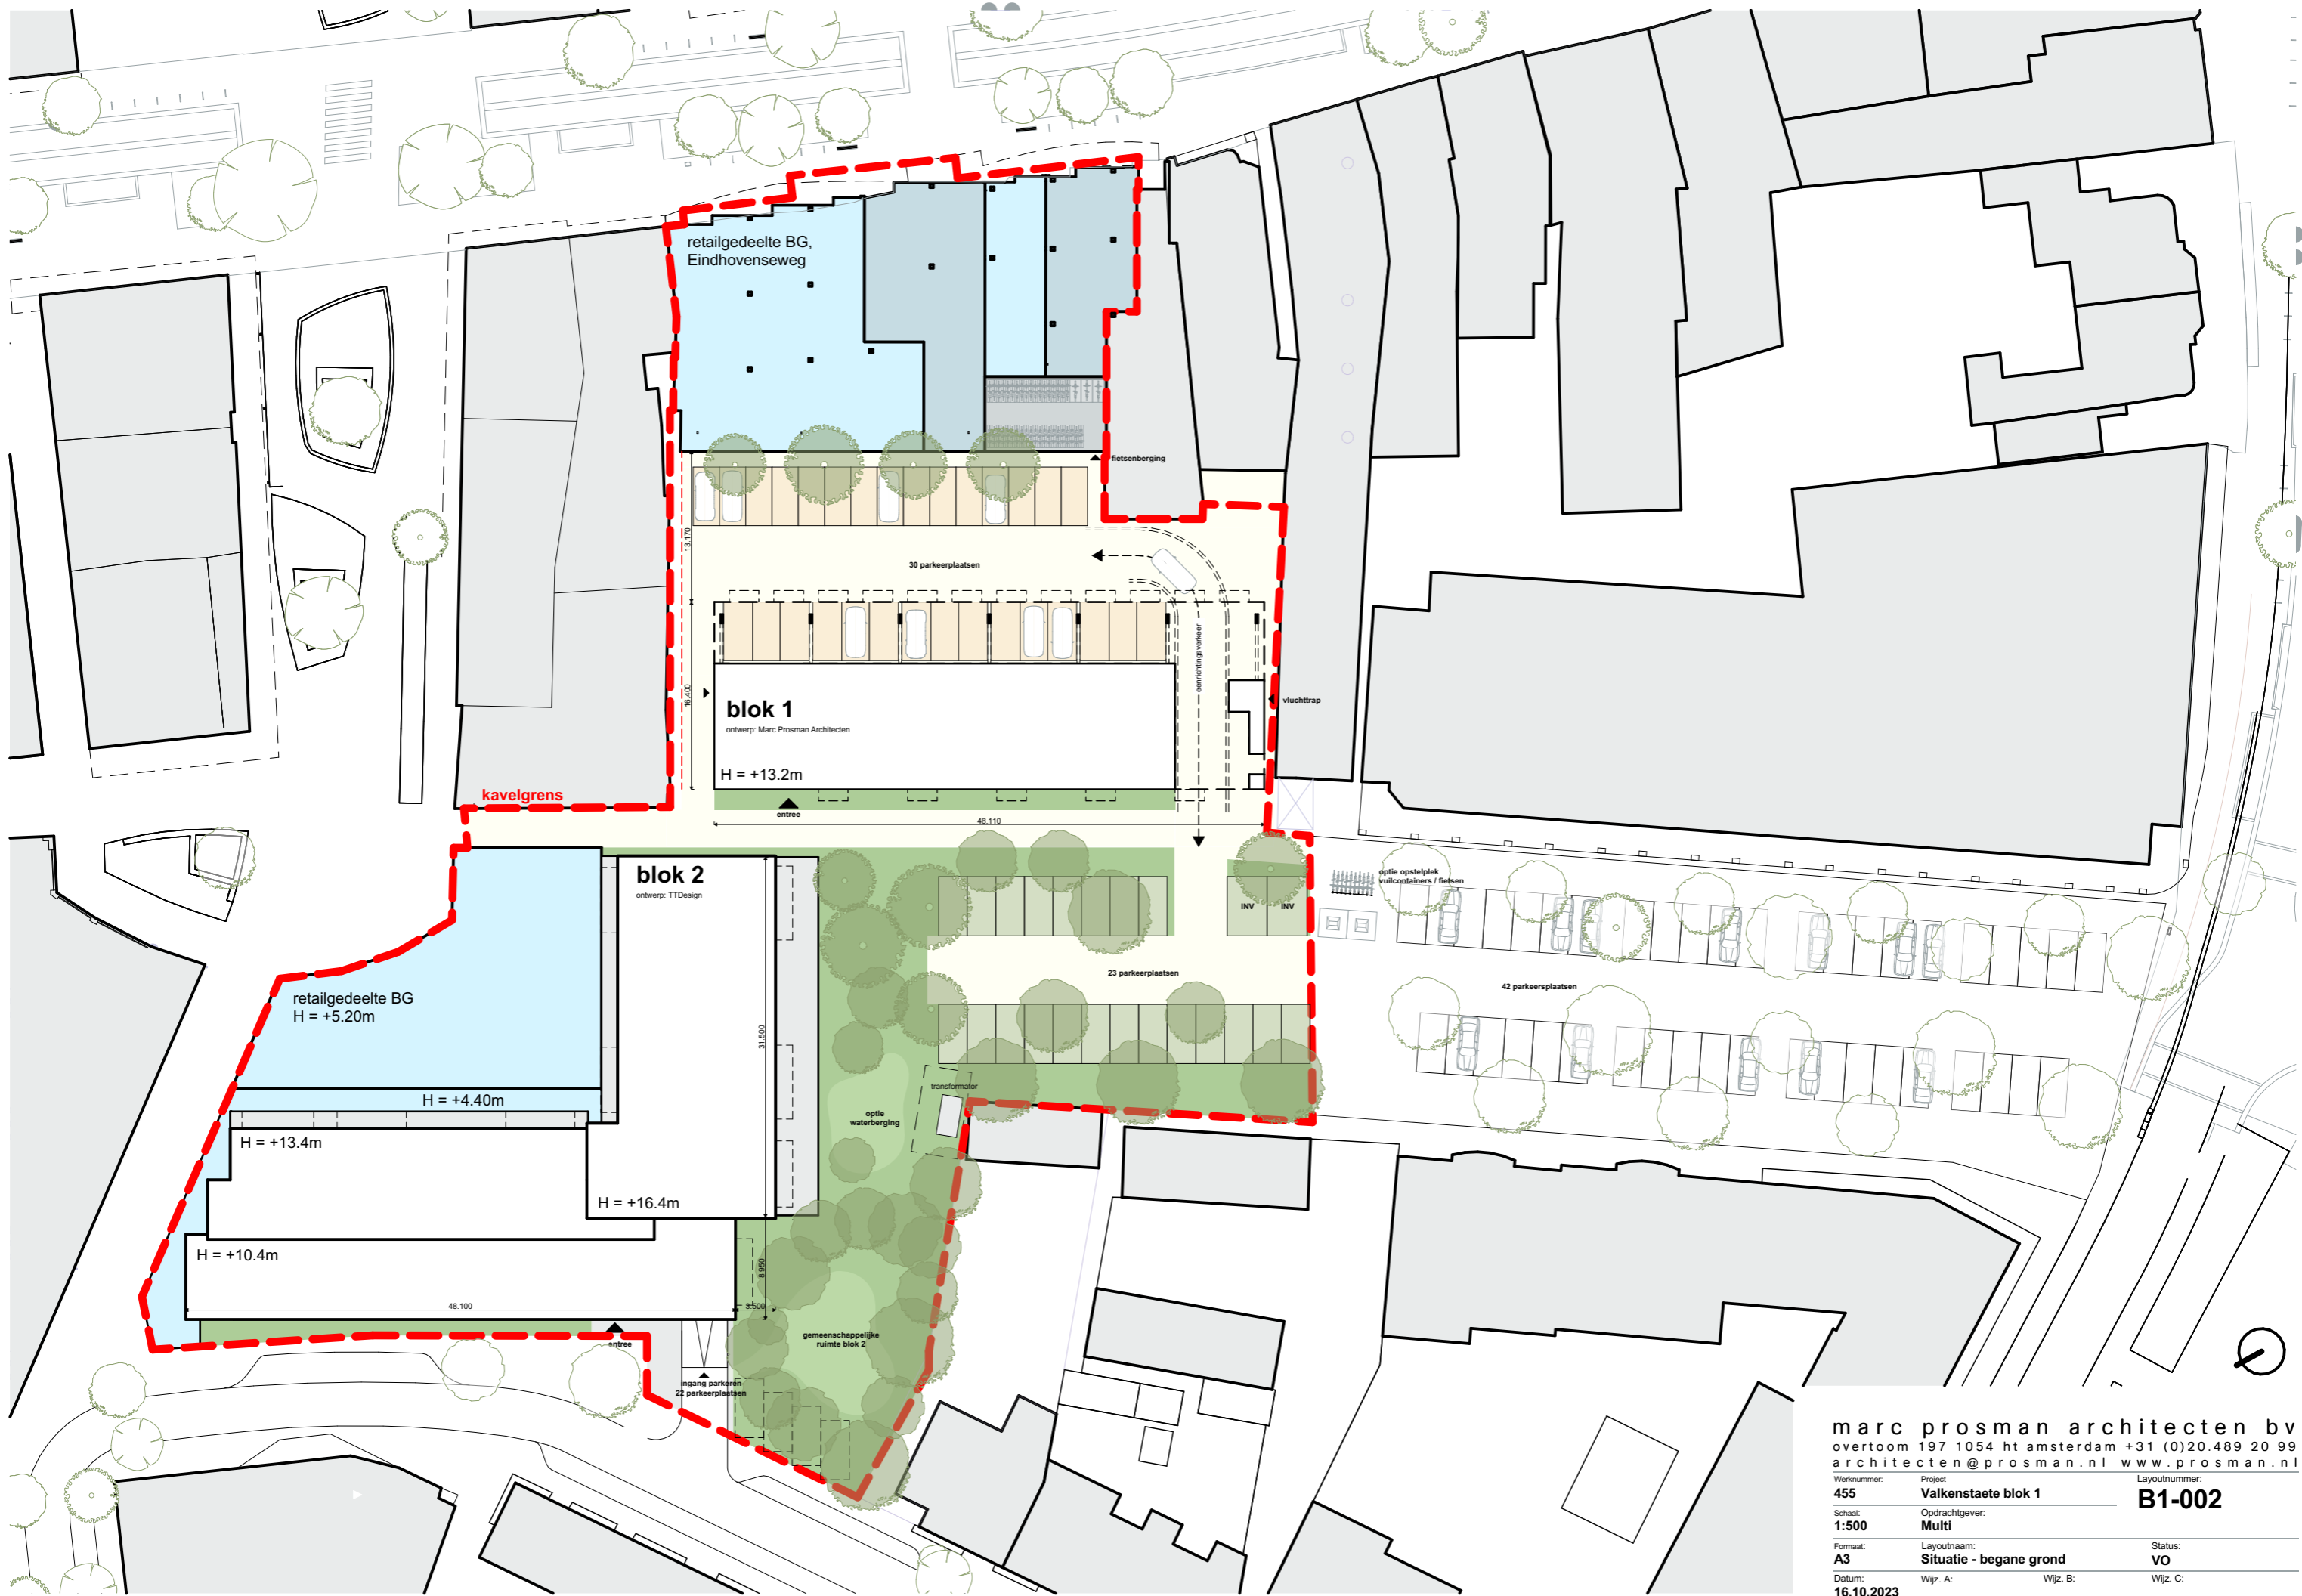 retailgedeelte BG,
Eindhovenseweg
fietsenberging
13.170
30 parkeerplaatsen
eenrichtingsverkeer
16.400
blok 1
ontwerp: Marc Prosman Architecten
vluchttrap
H = +13.2m
kavelgrens
entree
48.110
blok 2
ontwerp: TTDesign
optie opstelplek
vuilcontainers / fietsen
INV
INV
23 parkeerplaatsen
42 parkeersplaatsen
retailgedeelte BG
H = +5.20m
31.500
transformator
H = +4.40m
optie
waterberging
H = +13.4m
H = +16.4m
H = +10.4m
8.950
48.100
3.500
gemeenschappelijke
ruimte blok 2
entree
ingang parkeren
22 parkeerplaatsen
marc prosman architecten bv
overtoom 197 1054 ht amsterdam +31 (0)20.489 20 99
architecten@prosman.nl www.prosman.nl
Werknummer: Project Layoutnummer:
455 Valkenstaete blok 1 B1-002
Schaal: Opdrachtgever:
1:500 Multi
Formaat: Layoutnaam: Status:
A3 Situatie - begane grond VO
Datum: Wijz. A: Wijz. B: Wijz. C:
16.10.2023